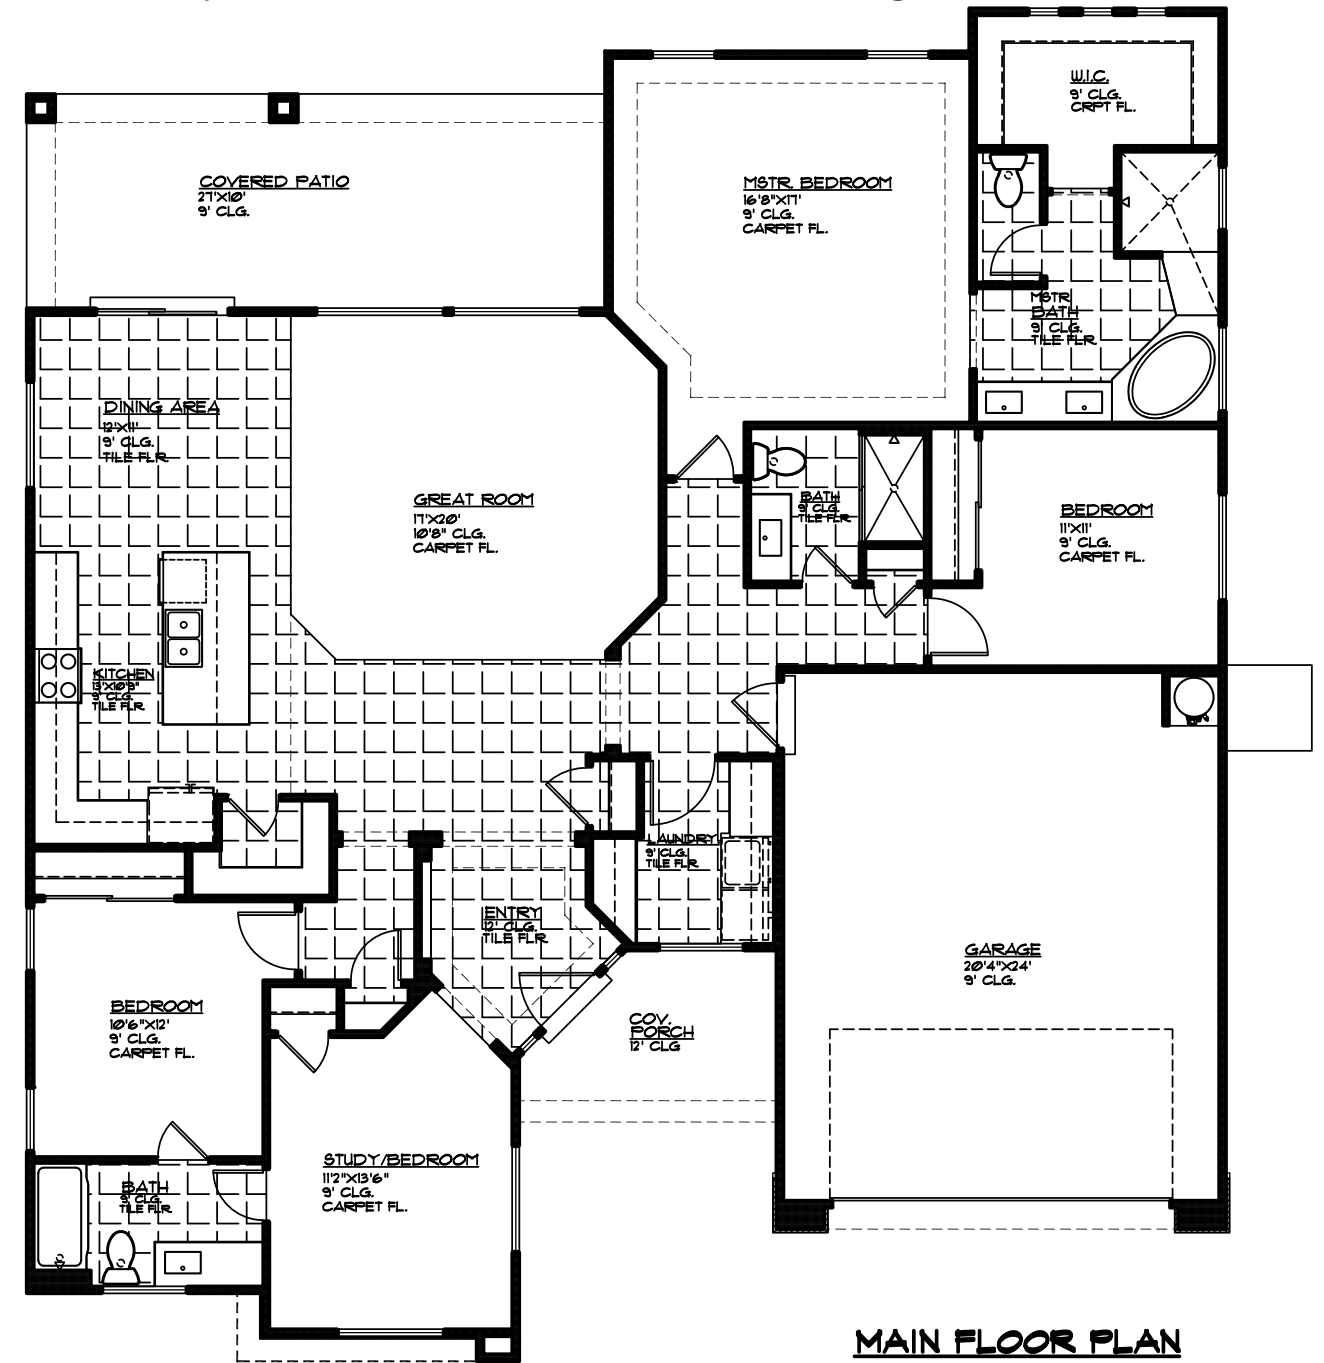 W.I.C.
9' CLG.
CRPT FL.
COVERED PATIO
27'X10'
9' CLG.
MSTR. BEDROOM
16'8"X17'
9' CLG.
CARPET FL.
MSTR.
BATH
9' CLG.
TILE FLR.
DINING AREA
12'X11'
9' CLG.
TILE FLR.
GREAT ROOM
17'X20'
10'8" CLG.
CARPET FL.
BATH
9' CLG.
TILE FLR.
BEDROOM
11'X11'
9' CLG.
CARPET FL.
KITCHEN
13'X10'9"
9' CLG.
TILE FLR.
LAUNDRY
9' CLG.
TILE FLR.
ENTRY
12' CLG.
TILE FLR.
GARAGE
20'4"X24'
9' CLG.
BEDROOM
10'6"X12'
9' CLG.
CARPET FL.
COV.
PORCH
12' CLG
STUDY/BEDROOM
11'2"X13'6"
9' CLG.
CARPET FL.
BATH
9' CLG.
TILE FLR.
MAIN FLOOR PLAN